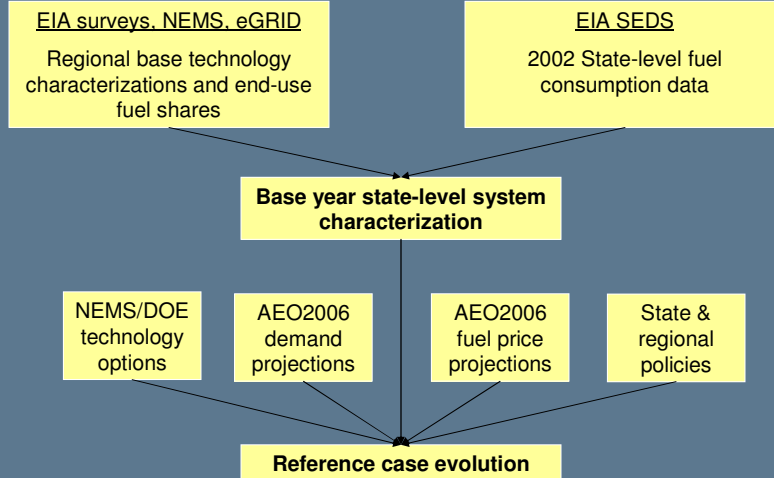 EIA surveys, NEMS, eGRID
Regional base technology
characterizations and end-use
fuel shares
EIA SEDS
2002 State-level fuel
consumption data
Base year state-level system
characterization
NEMS/DOE
technology
options
AEO2006
demand
projections
AEO2006
fuel price
projections
State &
regional
policies
Reference case evolution